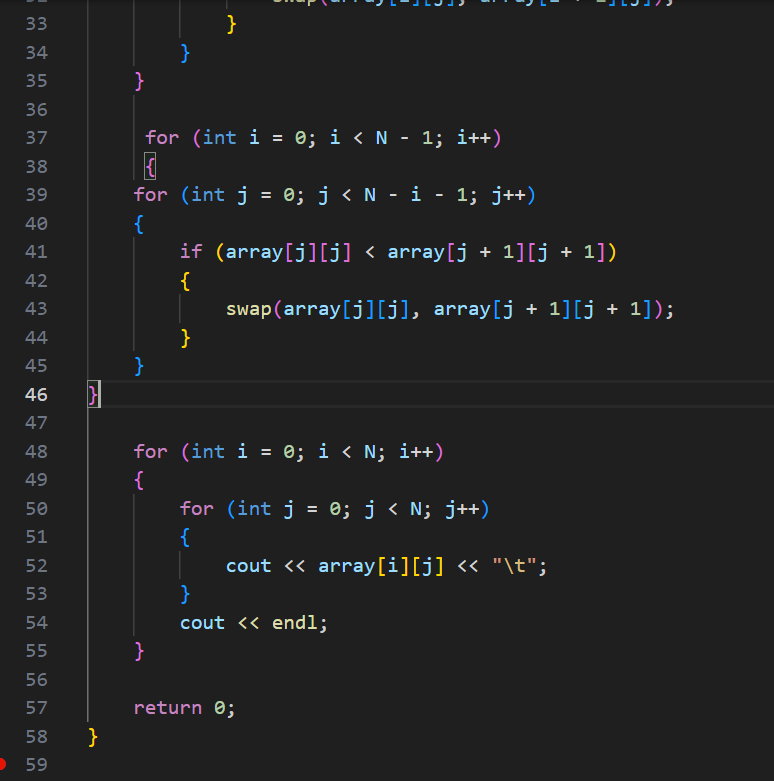 33 }
34 }
35 }
36
37 for (int i = 0; i < N - 1; i++)
38 {
39 for (int j = 0; j < N - i - 1; j++)
40 {
41 if (array[j][j] < array[j + 1][j + 1])
42 {
43 swap(array[j][j], array[j + 1][j + 1]);
44 }
45 }
46 }
47
48 for (int i = 0; i < N; i++)
49 {
50 for (int j = 0; j < N; j++)
51 {
52 cout << array[i][j] << "\t";
53 }
54 cout << endl;
55 }
56
57 return 0;
58 }
59